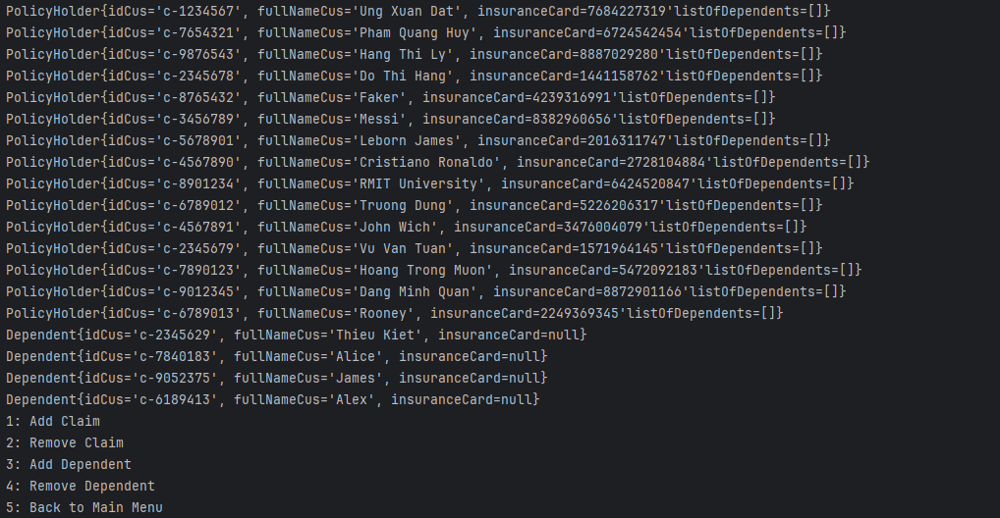 PolicyHolder{idCus='c-1234567', fullNameCus='Ung Xuan Dat', insuranceCard=7684227319'listOfDependents=[]}
PolicyHolder{idCus='c-7654321', fullNameCus='Pham Quang Huy', insuranceCard=6724542454'listOfDependents=[]}
PolicyHolder{idCus='c-9876543', fullNameCus='Hang Thi Ly', insuranceCard=8887029280'listOfDependents=[]}
PolicyHolder{idCus='c-2345678', fullNameCus='Do Thi Hang', insuranceCard=1441158762'listOfDependents=[]}
PolicyHolder{idCus='c-8765432', fullNameCus='Faker', insuranceCard=4239316991'listOfDependents=[]}
PolicyHolder{idCus='c-3456789', fullNameCus='Messi', insuranceCard=8382960656'listOfDependents=[]}
PolicyHolder{idCus='c-5678901', fullNameCus='Leborn James', insuranceCard=2016311747'listOfDependents=[]}
PolicyHolder{idCus='c-4567890', fullNameCus='Cristiano Ronaldo', insuranceCard=2728104884'listOfDependents=[]}
PolicyHolder{idCus='c-8901234', fullNameCus='RMIT University', insuranceCard=6424520847'listOfDependents=[]}
PolicyHolder{idCus='c-6789012', fullNameCus='Truong Dung', insuranceCard=5226206317'listOfDependents=[]}
PolicyHolder{idCus='c-4567891', fullNameCus='John Wich', insuranceCard=3476004079'listOfDependents=[]}
PolicyHolder{idCus='c-2345679', fullNameCus='Vu Van Tuan', insuranceCard=1571964145'listOfDependents=[]}
PolicyHolder{idCus='c-7890123', fullNameCus='Hoang Trong Muon', insuranceCard=5472092183'listOfDependents=[]}
PolicyHolder{idCus='c-9012345', fullNameCus='Dang Minh Quan', insuranceCard=8872901166'listOfDependents=[]}
PolicyHolder{idCus='c-6789013', fullNameCus='Rooney', insuranceCard=2249369345'listOfDependents=[]}
Dependent{idCus='c-2345629', fullNameCus='Thieu Kiet', insuranceCard=null}
Dependent{idCus='c-7840183', fullNameCus='Alice', insuranceCard=null}
Dependent{idCus='c-9052375', fullNameCus='James', insuranceCard=null}
Dependent{idCus='c-6189413', fullNameCus='Alex', insuranceCard=null}
1: Add Claim
2: Remove Claim
3: Add Dependent
4: Remove Dependent
5: Back to Main Menu